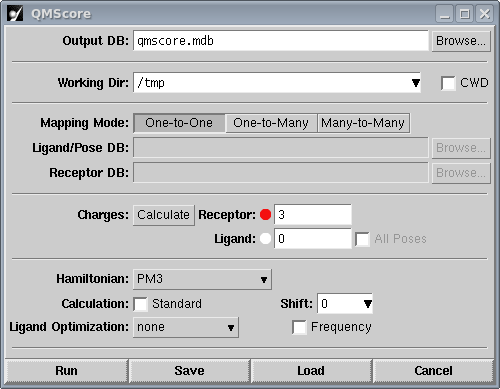 QMScore
Output DB: qmscore.mdb Browse...
Working Dir: /tmp CWD
Mapping Mode: One-to-One One-to-Many Many-to-Many
Ligand/Pose DB: Browse...
Receptor DB: Browse...
Charges: Calculate Receptor: 3
Ligand: 0 All Poses
Hamiltonian: PM3
Calculation: Standard Shift: 0
Ligand Optimization: none Frequency
Run Save Load Cancel